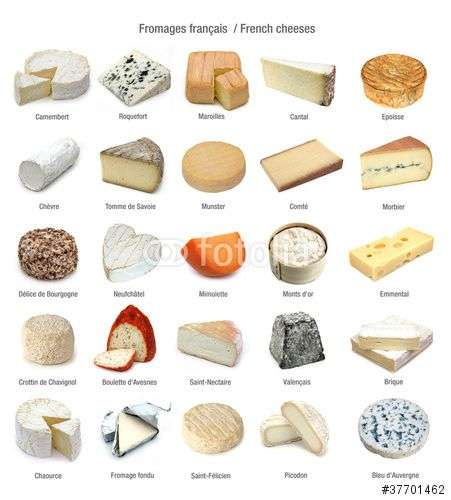 Fromages français / French cheeses
Camembert
Roquefort
Maroilles
Cantal
Epoisse
Chèvre
Tomme de Savoie
Munster
Comté
Morbier
fotolia
Délice de Bourgogne
Neufchâtel
Mimolette
Monts d'or
Emmental
Crottin de Chavignol
Boulette d'Avesnes
Saint-Nectaire
Valençais
Brique
Chaource
Fromage fondu
Saint-Félicien
Picodon
Bleu d'Auvergne
#37701462